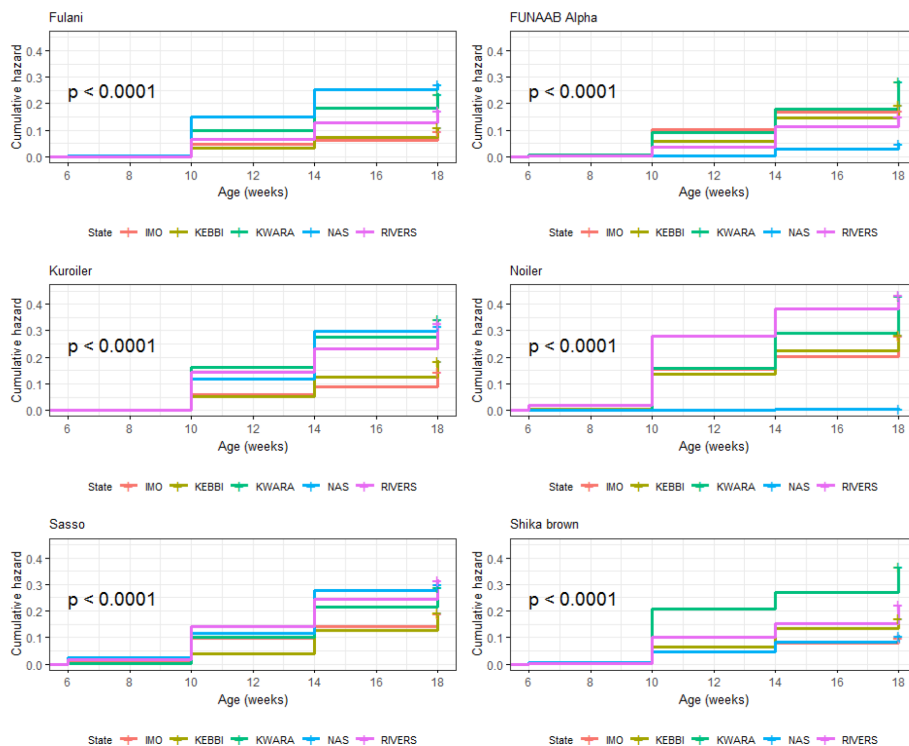 Fulani
FUNAAB Alpha
Cumulative hazard
0.4
0.3
0.2
0.1
0.0
p < 0.0001
6 8 10 12 14 16 18
Age (weeks)
State IMO KEBBI KWARA NAS RIVERS
Cumulative hazard
0.4
0.3
0.2
0.1
0.0
p < 0.0001
6 8 10 12 14 16 18
Age (weeks)
State IMO KEBBI KWARA NAS RIVERS
Kuroiler
Noiler
Cumulative hazard
0.4
0.3
0.2
0.1
0.0
p < 0.0001
6 8 10 12 14 16 18
Age (weeks)
State IMO KEBBI KWARA NAS RIVERS
Cumulative hazard
0.4
0.3
0.2
0.1
0.0
p < 0.0001
6 8 10 12 14 16 18
Age (weeks)
State IMO KEBBI KWARA NAS RIVERS
Sasso
Shika brown
Cumulative hazard
0.4
0.3
0.2
0.1
0.0
p < 0.0001
6 8 10 12 14 16 18
Age (weeks)
State IMO KEBBI KWARA NAS RIVERS
Cumulative hazard
0.4
0.3
0.2
0.1
0.0
p < 0.0001
6 8 10 12 14 16 18
Age (weeks)
State IMO KEBBI KWARA NAS RIVERS